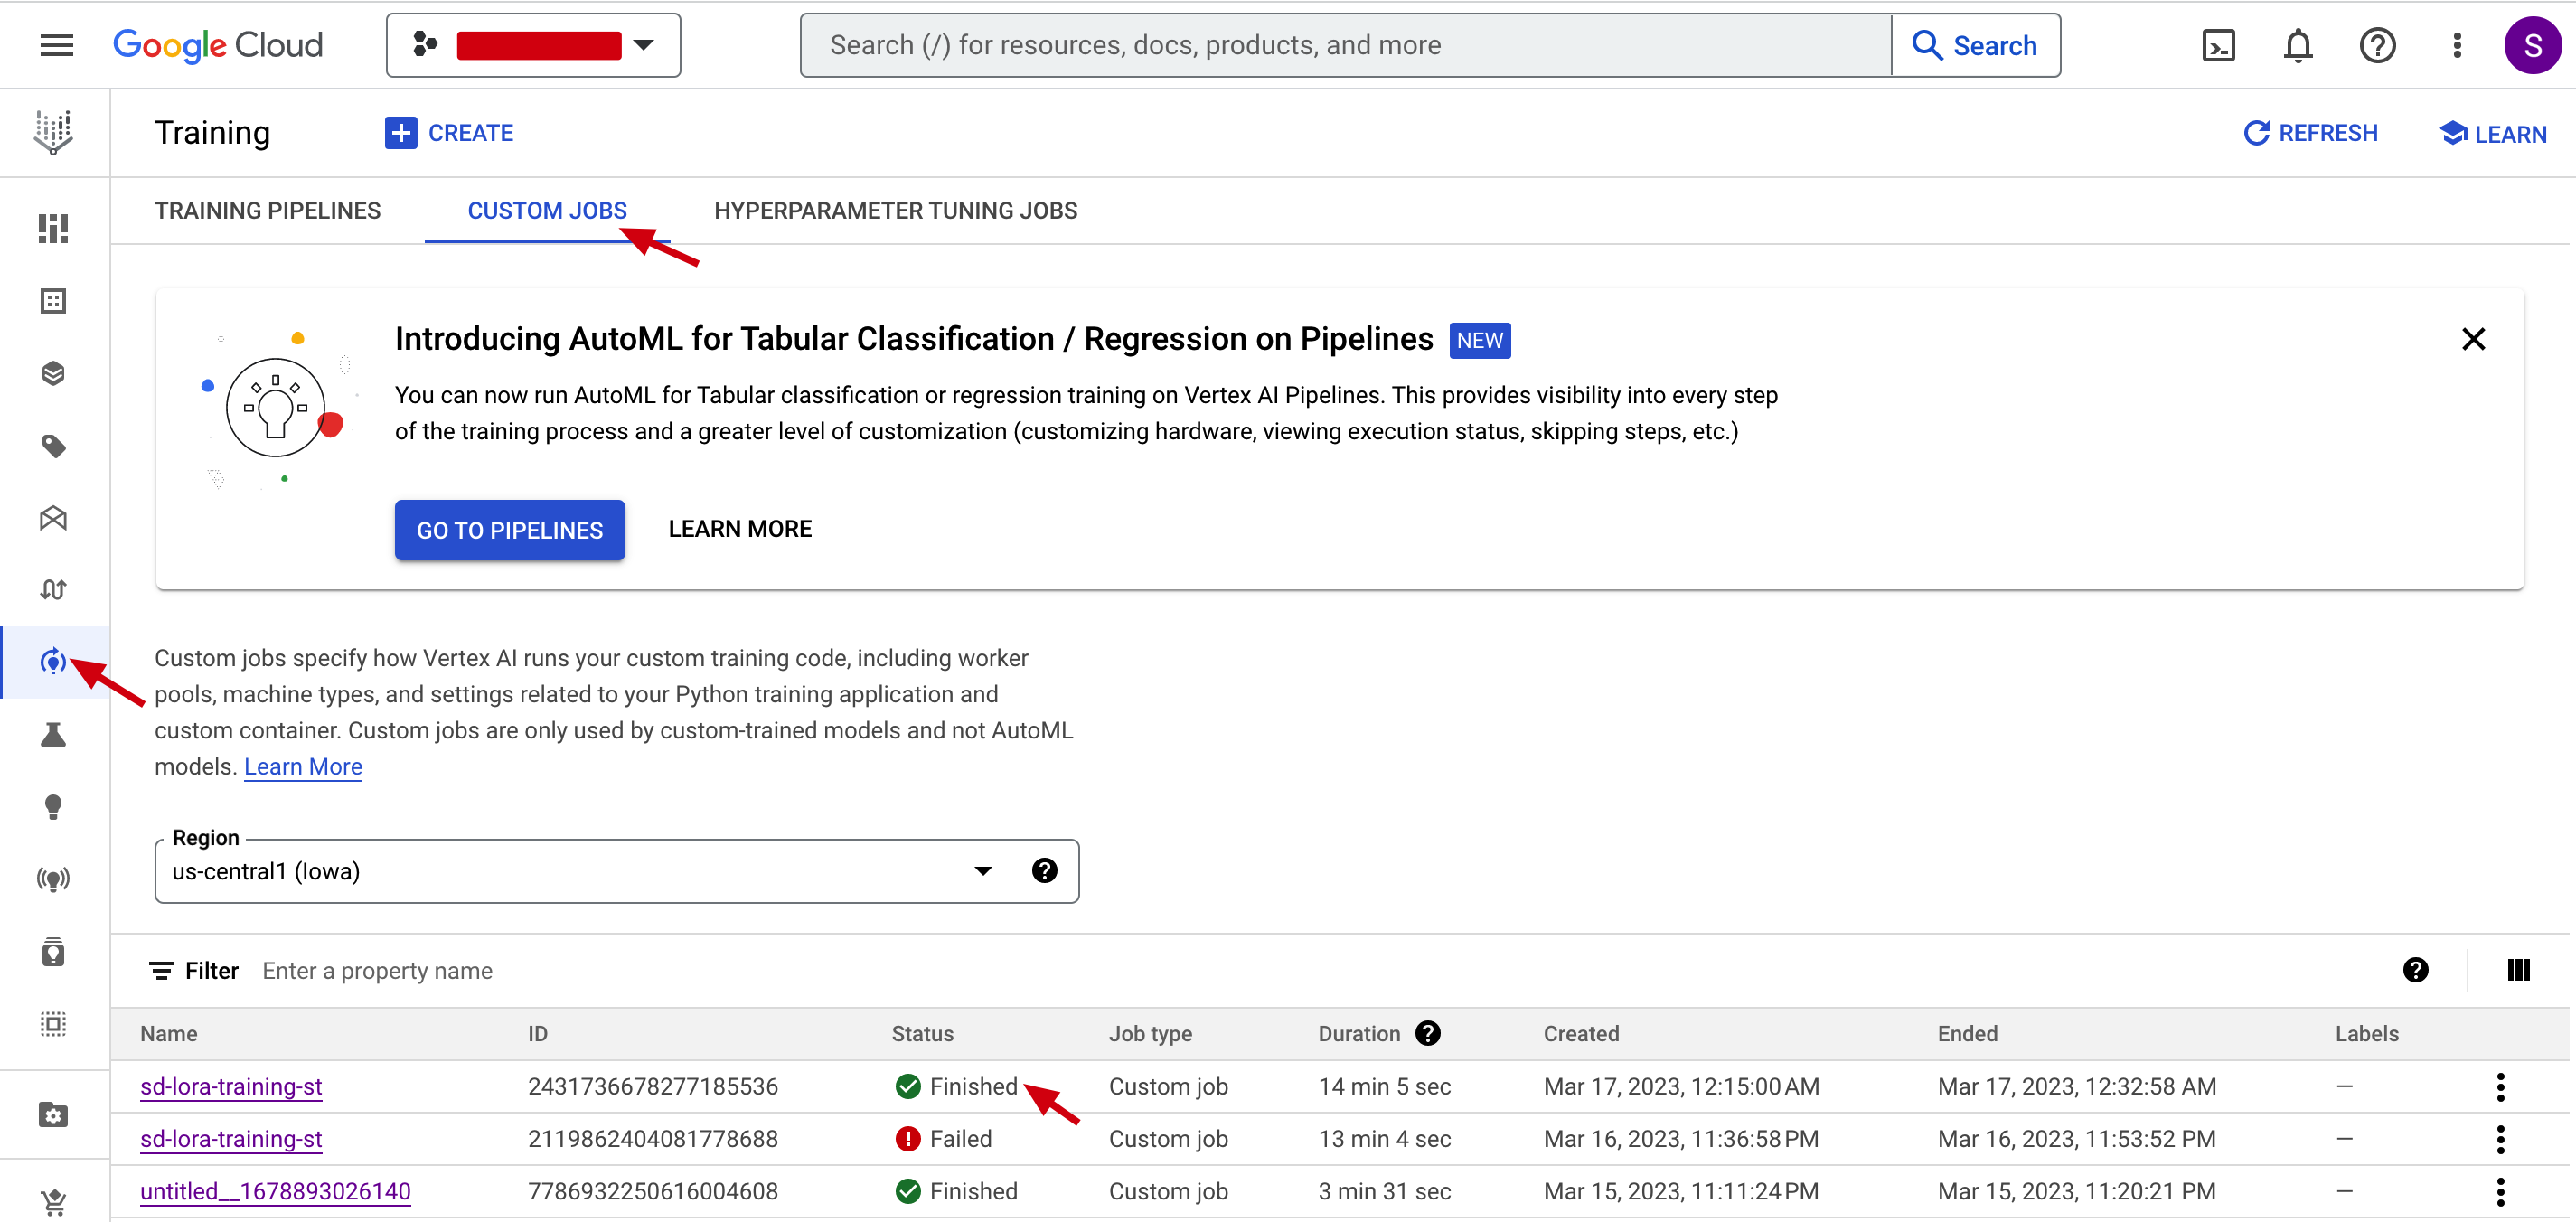 Google Cloud
Search (/) for resources, docs, products, and more
Search
S
Training
CREATE
REFRESH
LEARN
TRAINING PIPELINES
CUSTOM JOBS
HYPERPARAMETER TUNING JOBS
Introducing AutoML for Tabular Classification / Regression on Pipelines NEW
You can now run AutoML for Tabular classification or regression training on Vertex AI Pipelines. This provides visibility into every step
of the training process and a greater level of customization (customizing hardware, viewing execution status, skipping steps, etc.)
GO TO PIPELINES
LEARN MORE
Custom jobs specify how Vertex AI runs your custom training code, including worker
pools, machine types, and settings related to your Python training application and
custom container. Custom jobs are only used by custom-trained models and not AutoML
models. Learn More
Region
us-central1 (Iowa)
Filter Enter a property name
Name ID Status Job type Duration Created Ended Labels
sd-lora-training-st 2431736678277185536 Finished Custom job 14 min 5 sec Mar 17, 2023, 12:15:00 AM Mar 17, 2023, 12:32:58 AM —
sd-lora-training-st 2119862404081778688 Failed Custom job 13 min 4 sec Mar 16, 2023, 11:36:58 PM Mar 16, 2023, 11:53:52 PM —
untitled__1678893026140 7786932250616004608 Finished Custom job 3 min 31 sec Mar 15, 2023, 11:11:24 PM Mar 15, 2023, 11:20:21 PM —